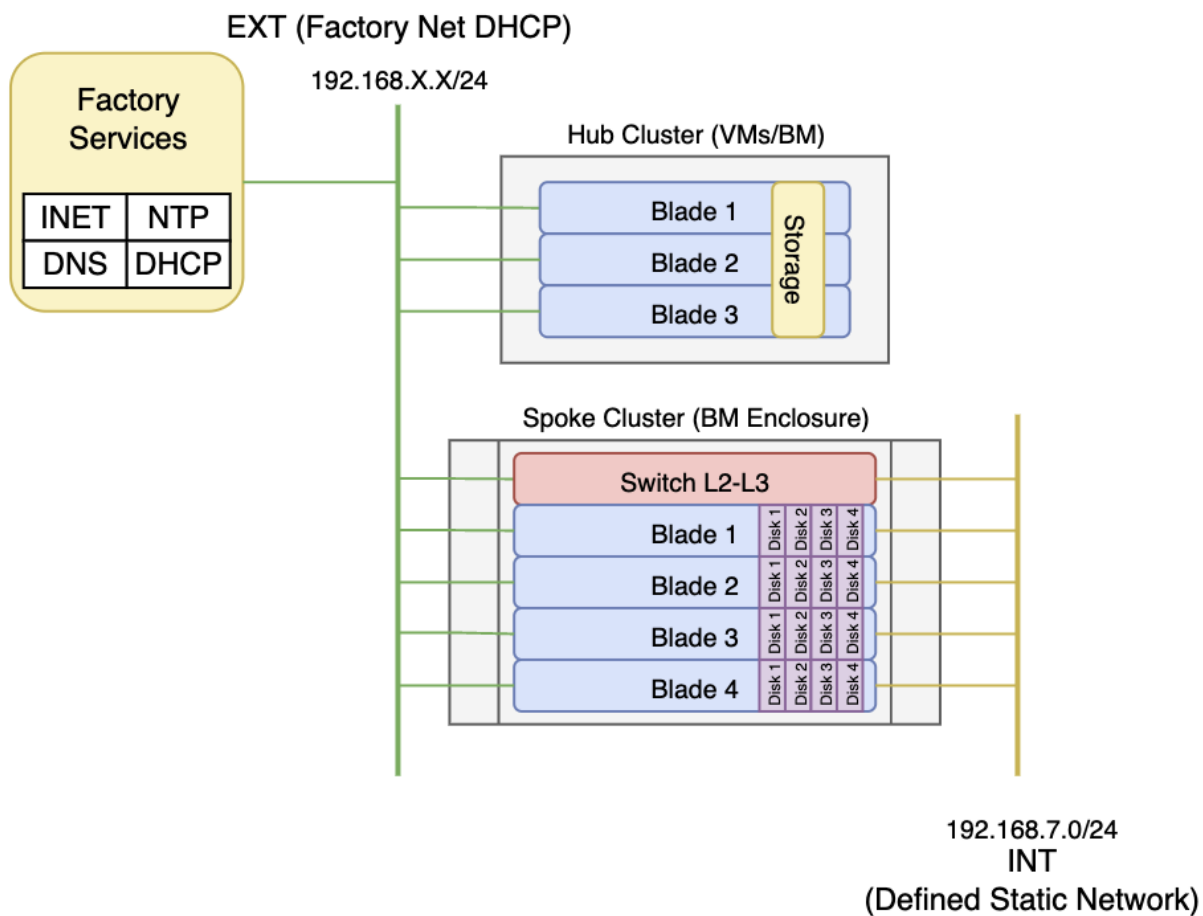 EXT (Factory Net DHCP)
192.168.X.X/24
Factory
Services
INET NTP
DNS DHCP
Hub Cluster (VMs/BM)
Blade 1
Blade 2
Blade 3
Storage
Spoke Cluster (BM Enclosure)
Switch L2-L3
Blade 1 Disk 1 Disk 2 Disk 3 Disk 4
Blade 2 Disk 1 Disk 2 Disk 3 Disk 4
Blade 3 Disk 1 Disk 2 Disk 3 Disk 4
Blade 4 Disk 1 Disk 2 Disk 3 Disk 4
192.168.7.0/24
INT
(Defined Static Network)